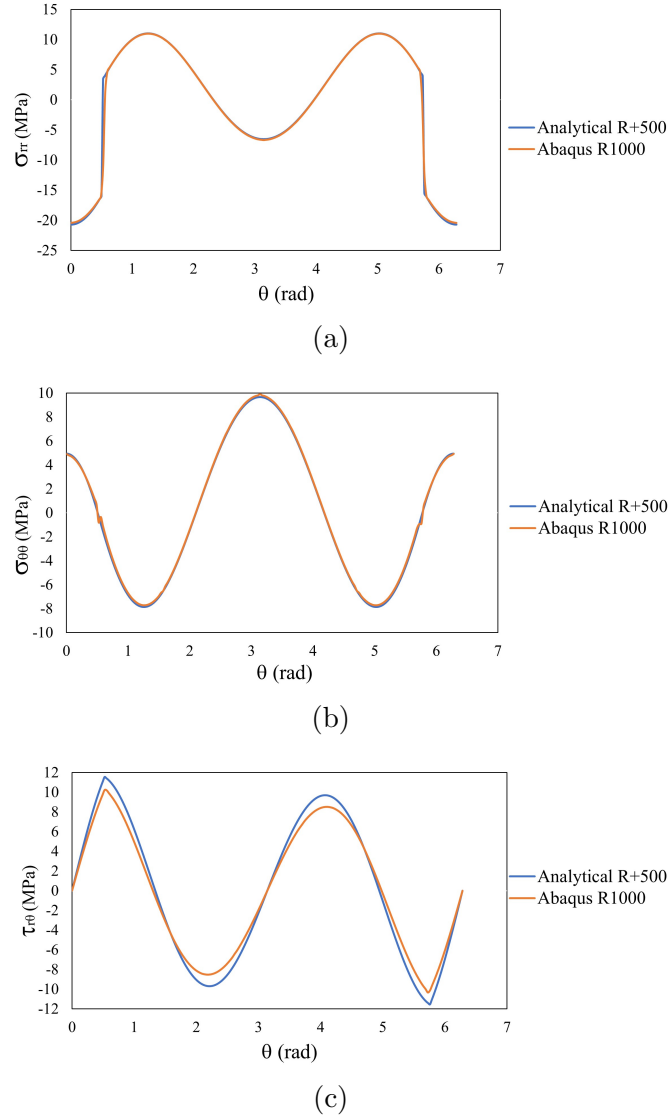 15
10
5
0
-5
-10
-15
-20
-25
σrr (MPa)
0 1 2 3 4 5 6 7
θ (rad)
Analytical R+500
Abaqus R1000
(a)
10
8
6
4
2
0
-2
-4
-6
-8
-10
σθθ (MPa)
0 1 2 3 4 5 6 7
θ (rad)
Analytical R+500
Abaqus R1000
(b)
12
10
8
6
4
2
0
-2
-4
-6
-8
-10
-12
τrθ (MPa)
0 1 2 3 4 5 6 7
θ (rad)
Analytical R+500
Abaqus R1000
(c)